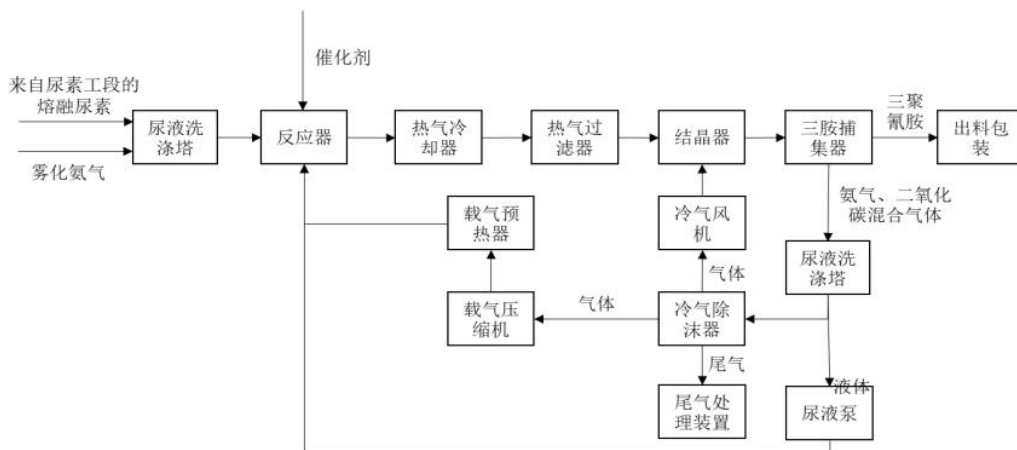 催化剂
来自尿素工段的
熔融尿素
雾化氨气
尿液洗
涤塔
反应器
热气冷
却器
热气过
滤器
结晶器
三胺捕
集器
三聚
氰胺
出料包
装
氨气、二氧化
碳混合气体
载气预
热器
冷气风
机
尿液洗
涤塔
气体
载气压
缩机
气体
冷气除
沫器
尾气
尾气处
理装置
液体
尿液泵